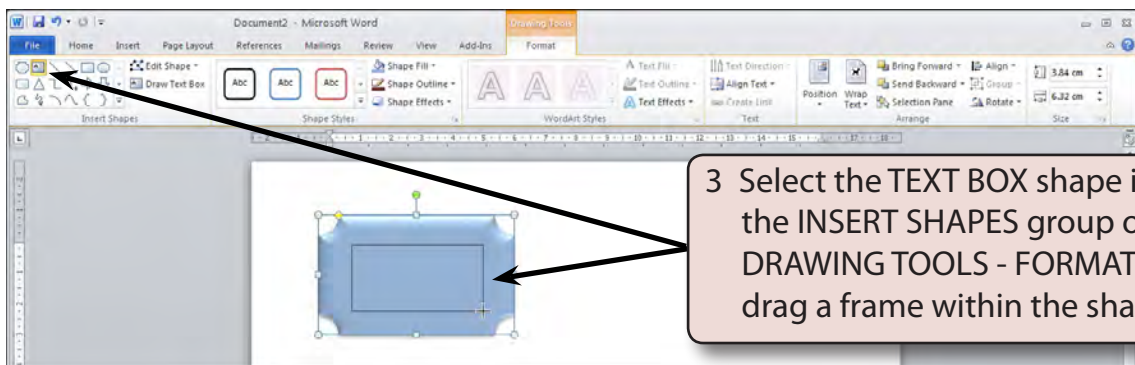 Document2 - Microsoft Word
Drawing Tools
File Home Insert Page Layout References Mailings Review View Add-Ins Format
Edit Shape
Draw Text Box
Insert Shapes
Abc Abc Abc
Shape Fill
Shape Outline
Shape Effects
Shape Styles
A A A
Text Fill
Text Outline
Text Effects
WordArt Styles
Text Direction
Align Text
Create Link
Text
Position
Wrap Text
Bring Forward
Send Backward
Selection Pane
Align
Group
Rotate
Arrange
3.84 cm
6.32 cm
Size
3 Select the TEXT BOX shape i
the INSERT SHAPES group o
DRAWING TOOLS - FORMAT
drag a frame within the sha